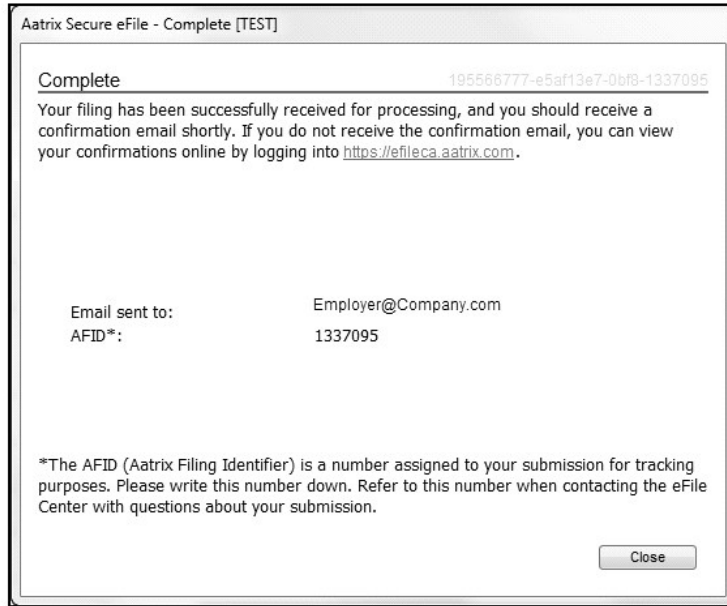 Aatrix Secure eFile - Complete [TEST]
Complete 195566777-e5af13e7-0bf8-1337095
Your filing has been successfully received for processing, and you should receive a
confirmation email shortly. If you do not receive the confirmation email, you can view
your confirmations online by logging into https://efileca.aatrix.com.
Email sent to: Employer@Company.com
AFID*: 1337095
*The AFID (Aatrix Filing Identifier) is a number assigned to your submission for tracking
purposes. Please write this number down. Refer to this number when contacting the eFile
Center with questions about your submission.
Close